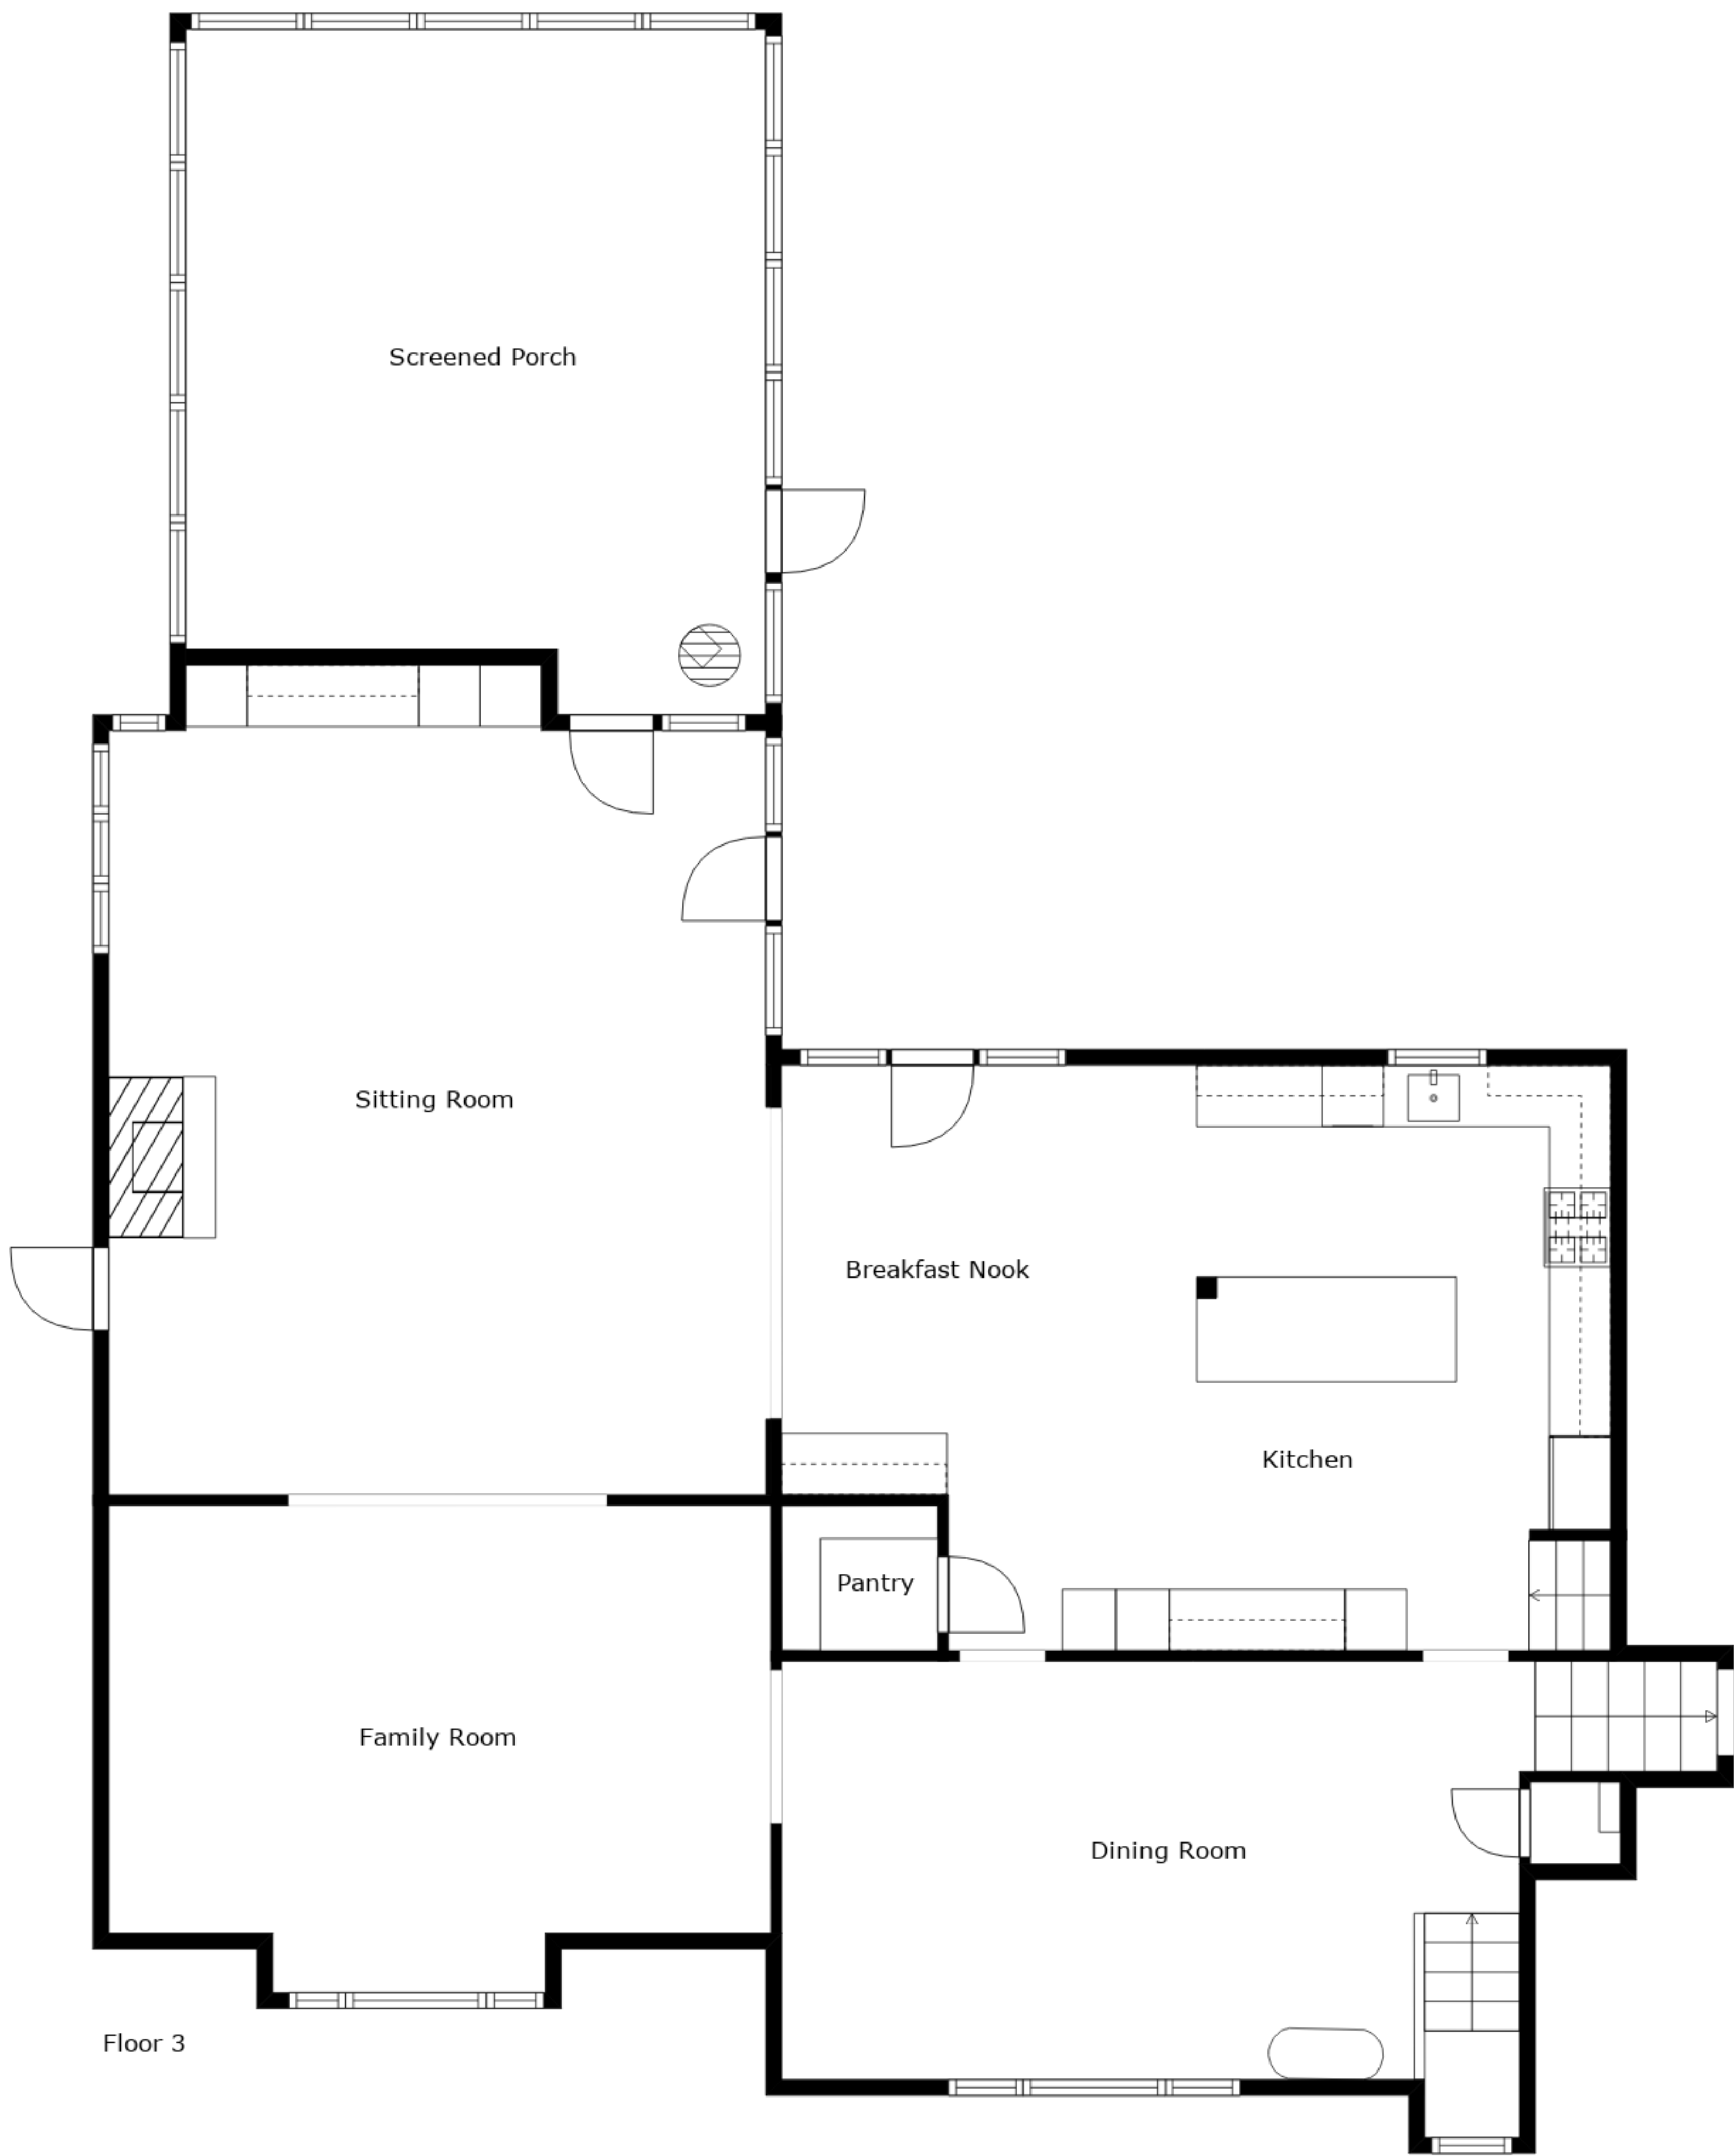 Screened Porch
Sitting Room
Breakfast Nook
Kitchen
Pantry
Family Room
Dining Room
Floor 3